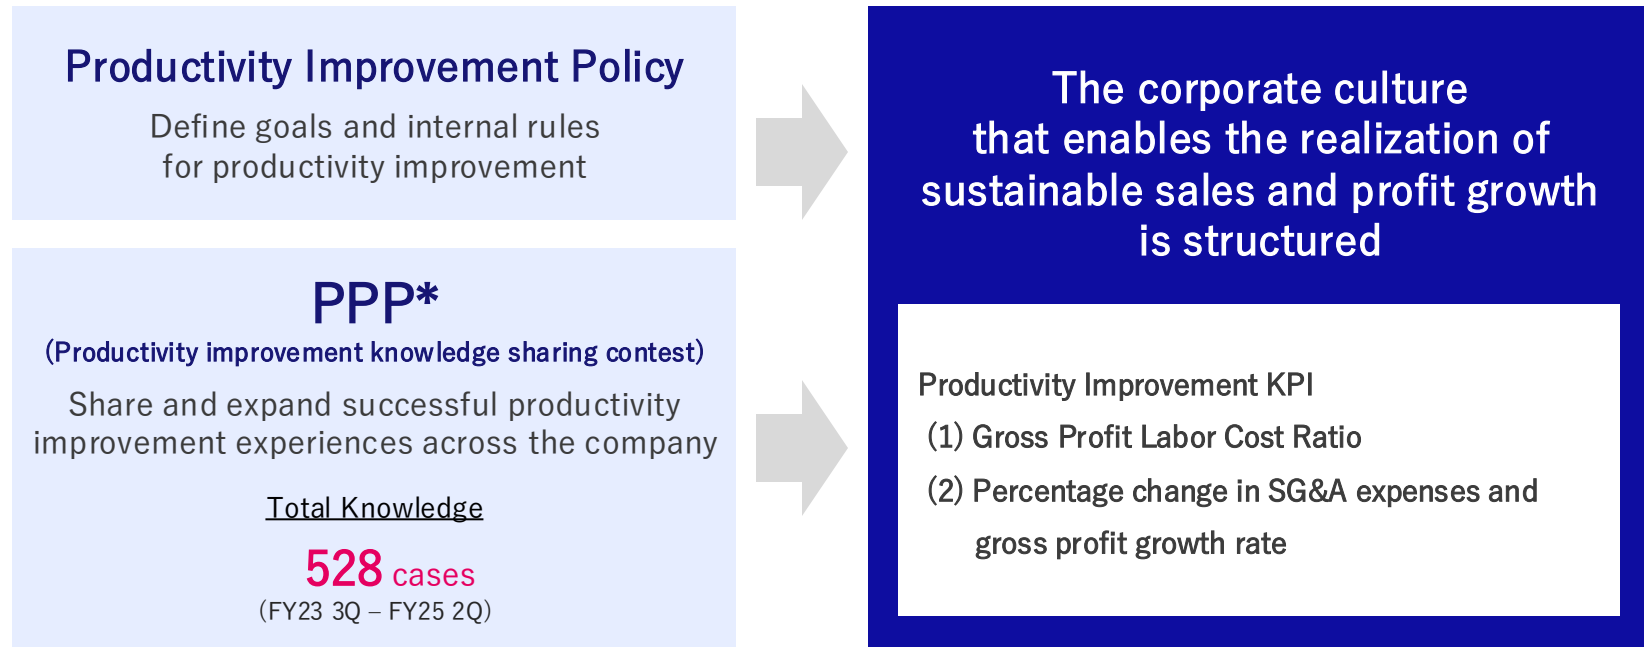 Productivity Improvement Policy
Define goals and internal rules
for productivity improvement
PPP*
(Productivity improvement knowledge sharing contest)
Share and expand successful productivity
improvement experiences across the company
Total Knowledge
528 cases
(FY23 3Q – FY25 2Q)
The corporate culture
that enables the realization of
sustainable sales and profit growth
is structured
Productivity Improvement KPI
(1) Gross Profit Labor Cost Ratio
(2) Percentage change in SG&A expenses and
gross profit growth rate